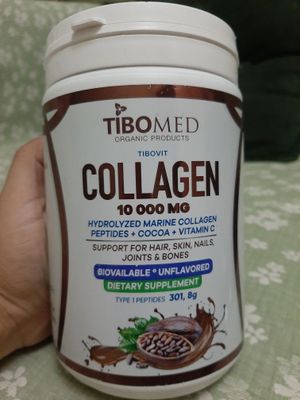 TIBOMED
ORGANIC PRODUCTS
TIBOVIT
COLLAGEN
10 000 MG
HYDROLYZED MARINE COLLAGEN
PEPTIDES + COCOA + VITAMIN C
SUPPORT FOR HAIR, SKIN, NAILS,
JOINTS & BONES
BIOVAILABLE • UNFLAVORED
DIETARY SUPPLEMENT
TYPE 1 PEPTIDES 301, 8g